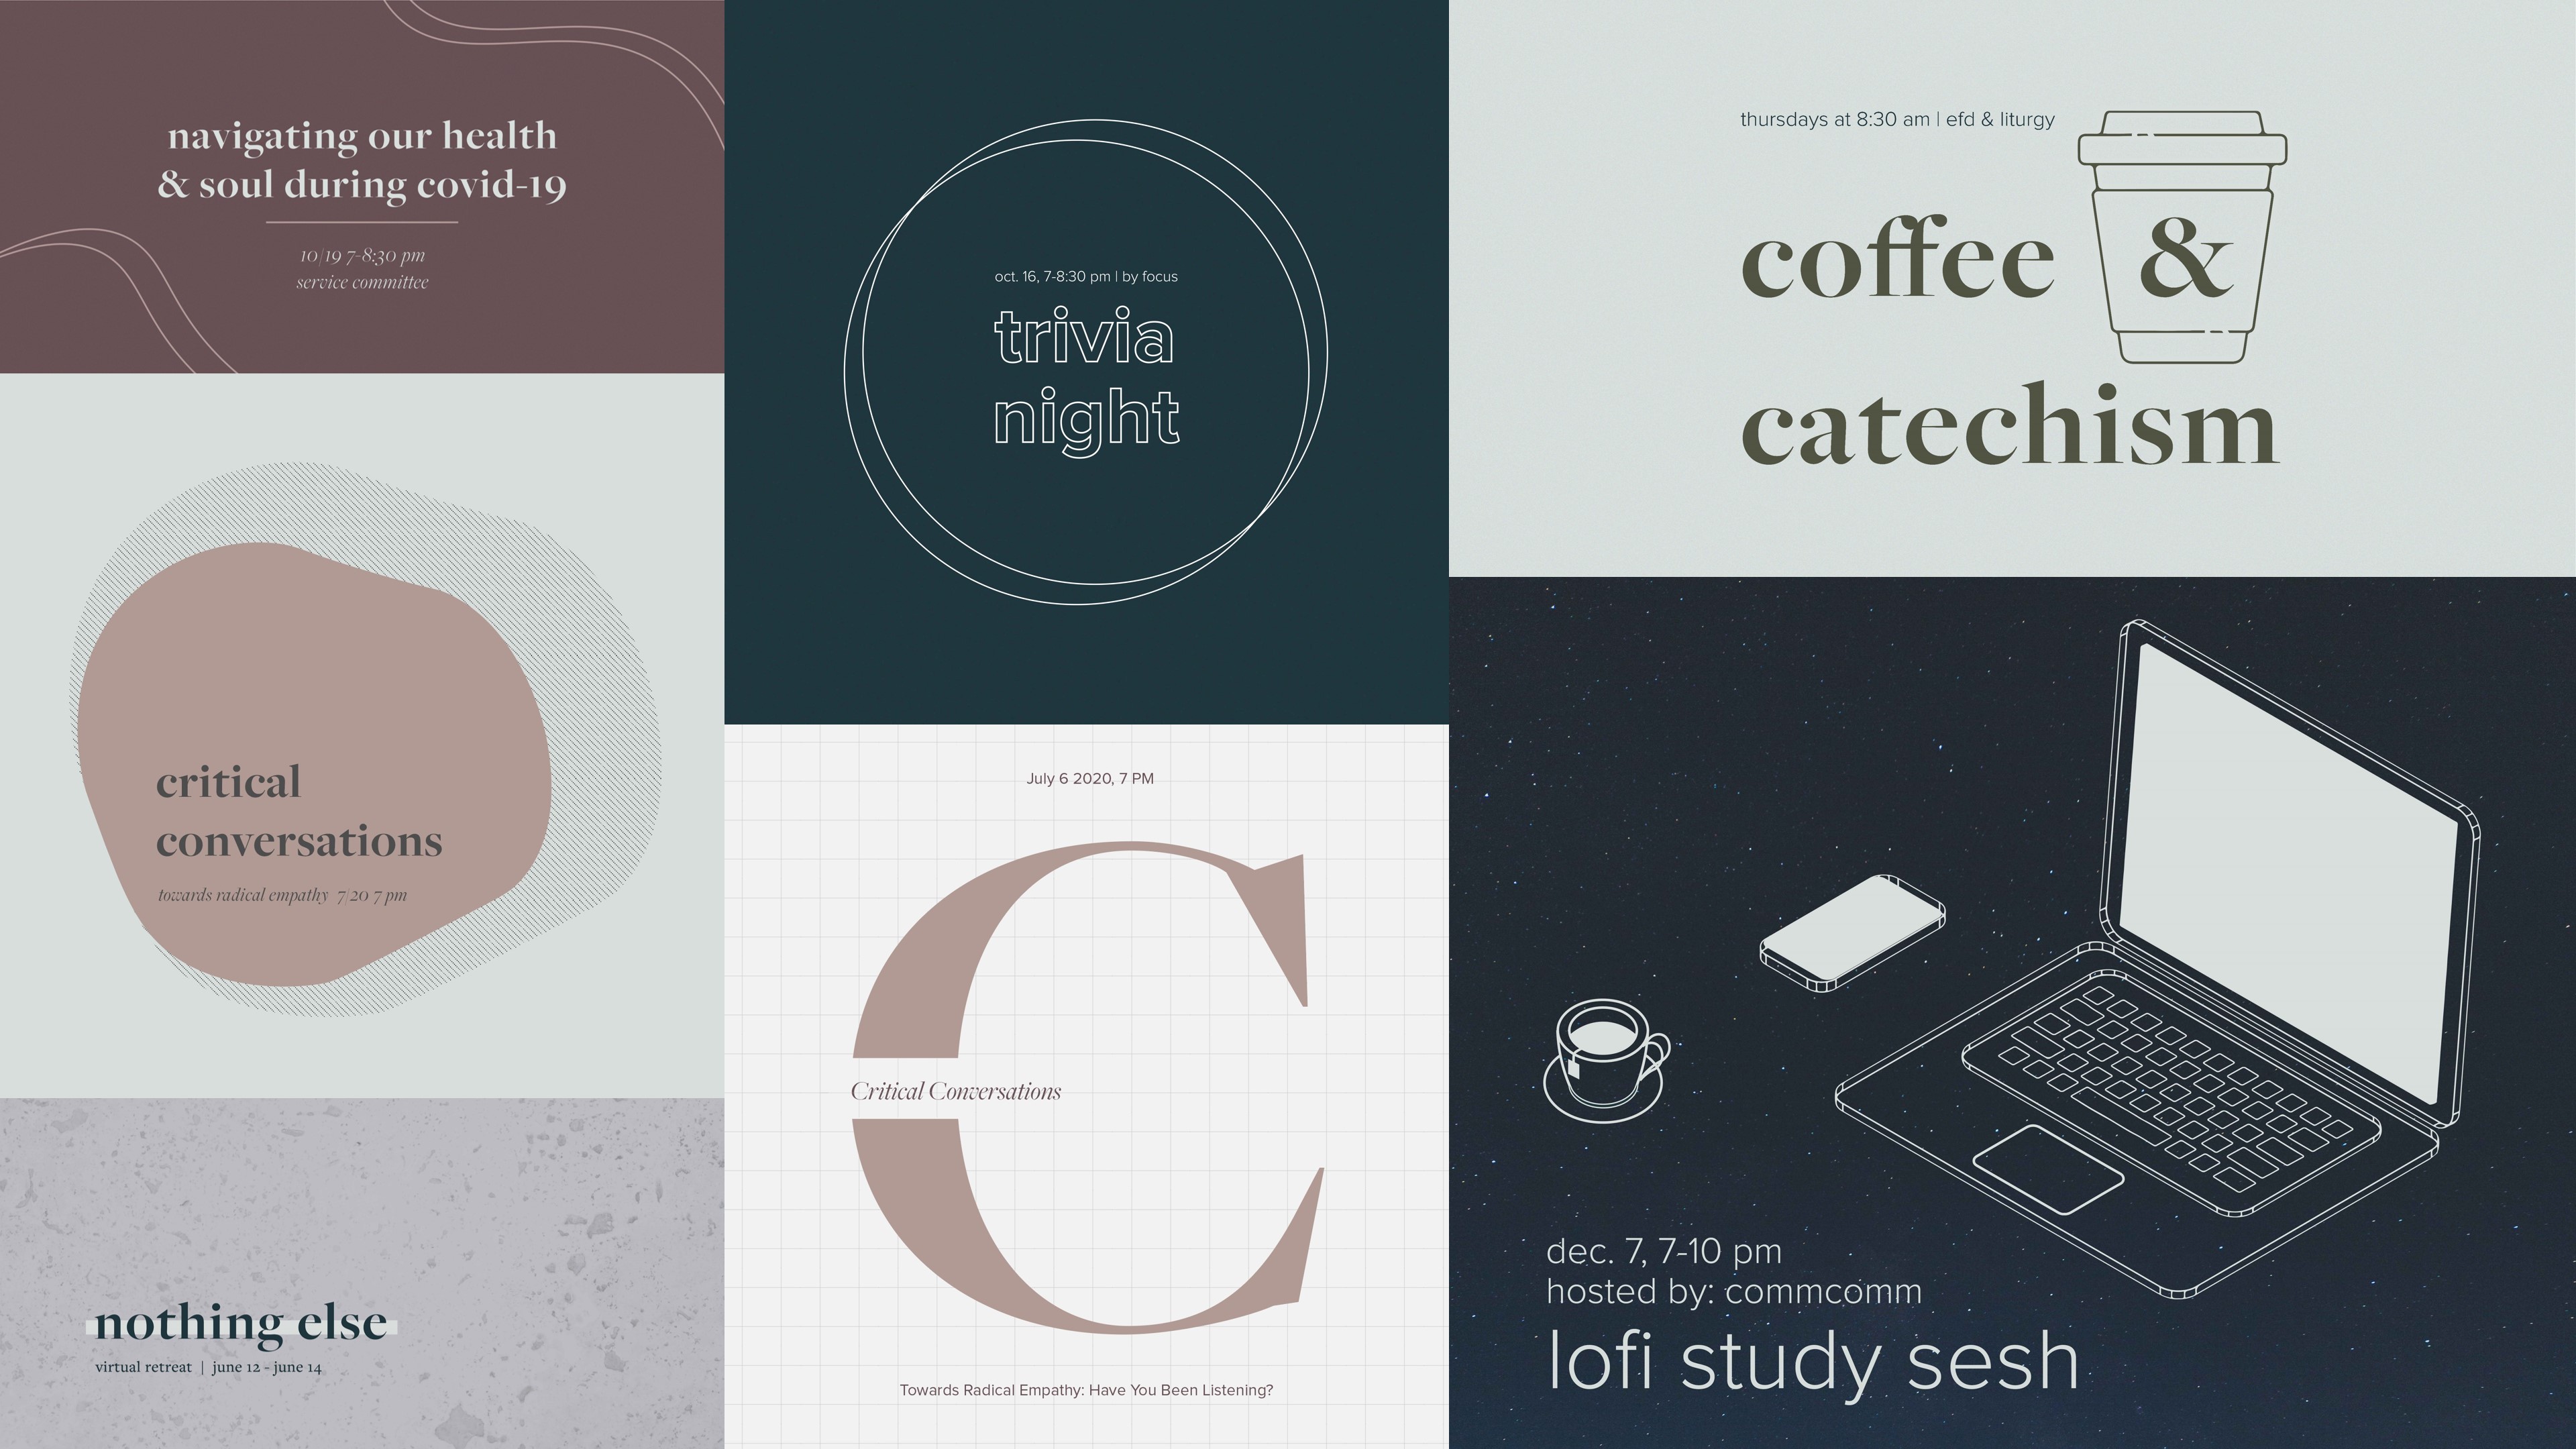 navigating our health
& soul during covid-19
10/19 7-8:30 pm
service committee
critical
conversations
towards radical empathy 7/20 7 pm
nothing else
virtual retreat | june 12 - june 14
oct. 16, 7-8:30 pm | by focus
trivia
night
July 6 2020, 7 PM
C
Critical Conversations
Towards Radical Empathy: Have You Been Listening?
thursdays at 8:30 am | efd & liturgy
coffee &
catechism
dec. 7, 7-10 pm
hosted by: commcomm
lofi study sesh